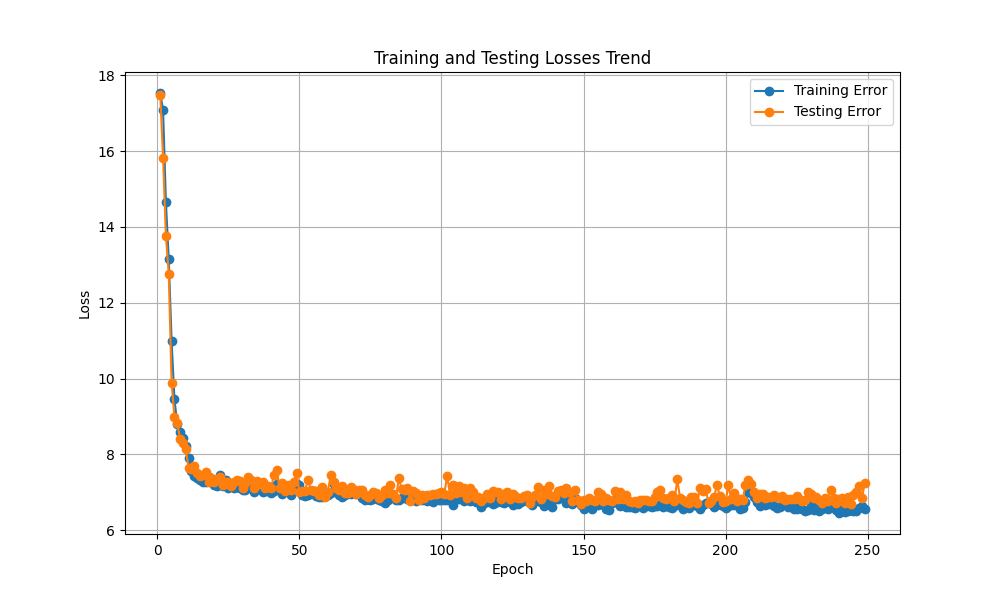 Training and Testing Losses Trend
Training Error
Testing Error
Loss
18
16
14
12
10
8
6
0 50 100 150 200 250
Epoch